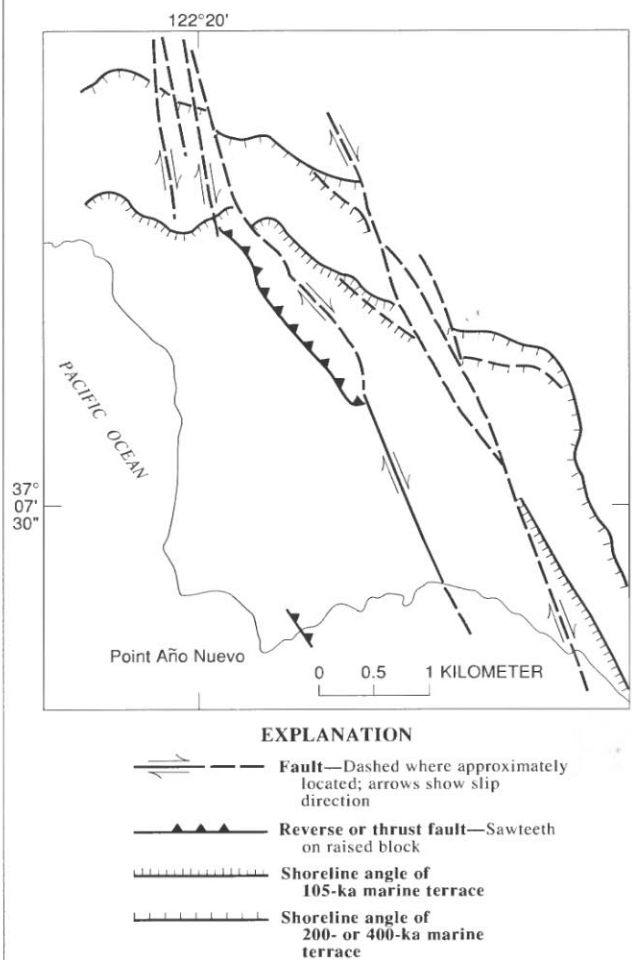 122°20'
PACIFIC OCEAN
37°
07'
30"
Point Año Nuevo
0 0.5 1 KILOMETER
EXPLANATION
Fault—Dashed where approximately
located; arrows show slip
direction
Reverse or thrust fault—Sawteeth
on raised block
Shoreline angle of
105-ka marine terrace
Shoreline angle of
200- or 400-ka marine
terrace